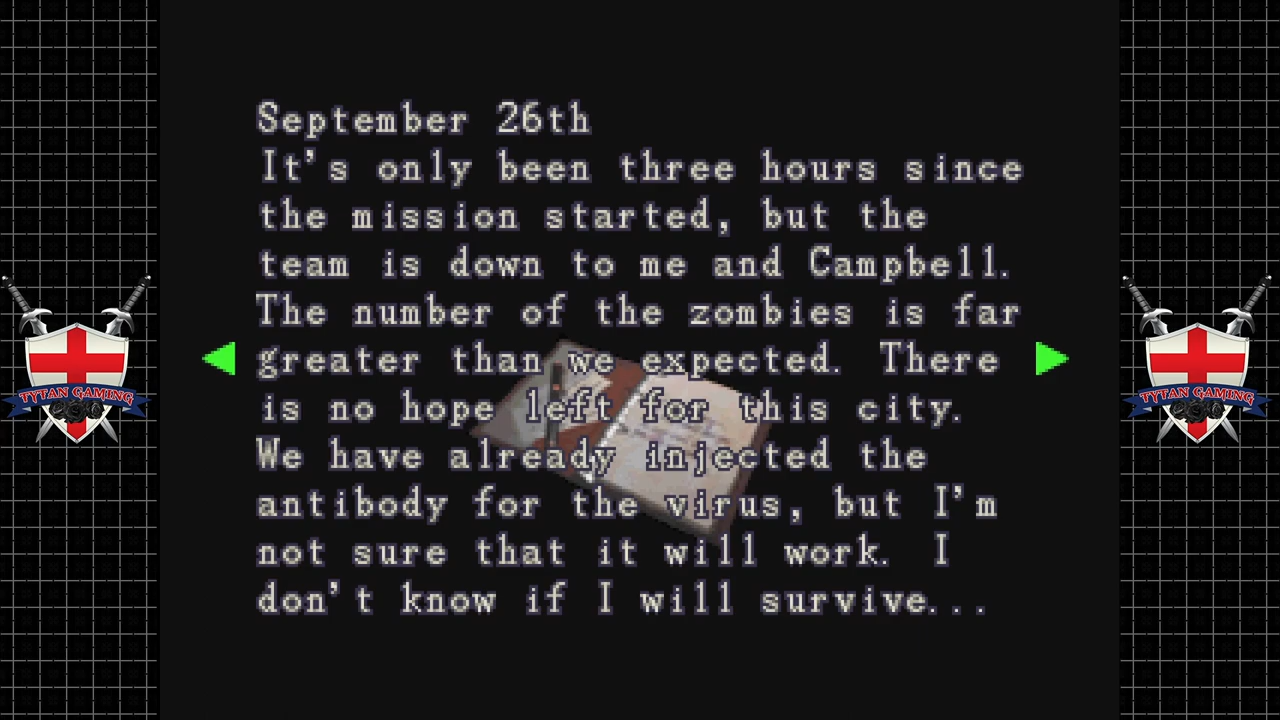 September 26th
It's only been three hours since
the mission started, but the
team is down to me and Campbell.
The number of the zombies is far
greater than we expected. There
is no hope left for this city.
We have already injected the
antibody for the virus, but I'm
not sure that it will work. I
don't know if I will survive...
TYTAN GAMING
TYTAN GAMING